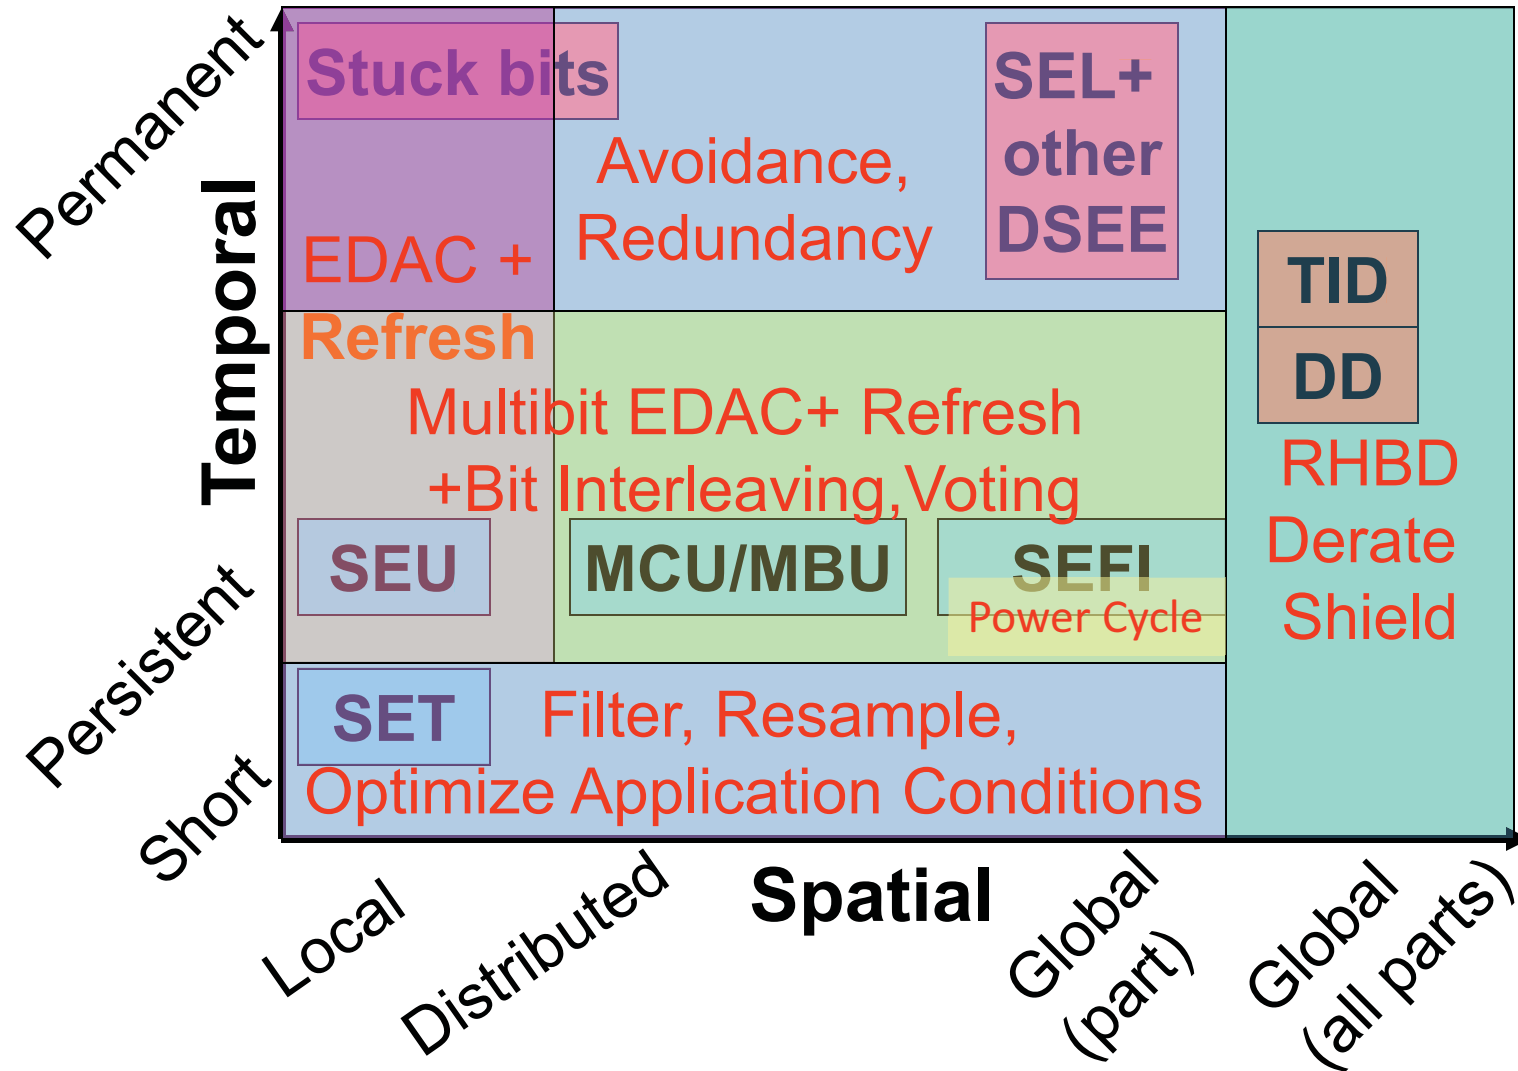 Permanent
Temporal
Persistent
Short
Stuck bits
SEL+
other
DSEE
Avoidance,
Redundancy
EDAC +
Refresh
Multibit EDAC+ Refresh
+Bit Interleaving,Voting
SEU
MCU/MBU
SEFI
Power Cycle
SET
Filter, Resample,
Optimize Application Conditions
TID
DD
RHBD
Derate
Shield
Local
Distributed
Spatial
Global
(part)
Global
(all parts)